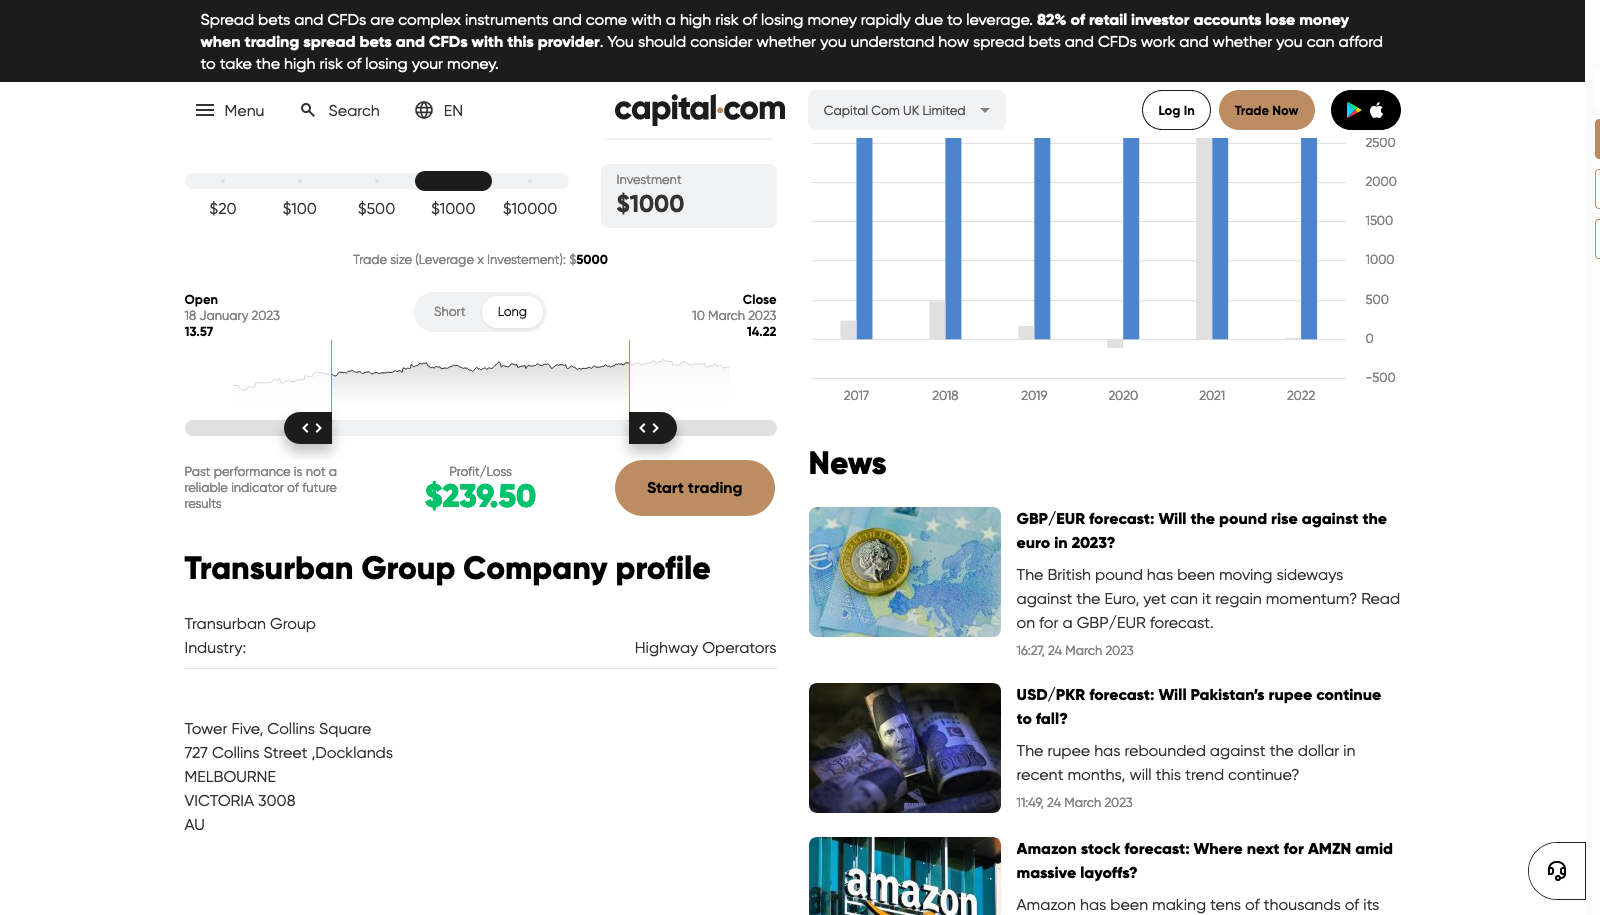 Spread bets and CFDs are complex instruments and come with a high risk of losing money rapidly due to leverage. 82% of retail investor accounts lose money
when trading spread bets and CFDs with this provider. You should consider whether you understand how spread bets and CFDs work and whether you can afford
to take the high risk of losing your money.
Menu
Search
EN
capital.com
Capital Com UK Limited
Log In
Trade Now
$20
$100
$500
$1000
$10000
Investment
$1000
Trade size (Leverage x Investement): $5000
Open
18 January 2023
13.57
Short
Long
Close
10 March 2023
14.22
Past performance is not a
reliable indicator of future
results
Profit/Loss
$239.50
Start trading
Transurban Group Company profile
Transurban Group
Industry:
Highway Operators
Tower Five, Collins Square
727 Collins Street ,Docklands
MELBOURNE
VICTORIA 3008
AU
2500
2000
1500
1000
500
0
-500
2017
2018
2019
2020
2021
2022
News
GBP/EUR forecast: Will the pound rise against the
euro in 2023?
The British pound has been moving sideways
against the Euro, yet can it regain momentum? Read
on for a GBP/EUR forecast.
16:27, 24 March 2023
USD/PKR forecast: Will Pakistan's rupee continue
to fall?
The rupee has rebounded against the dollar in
recent months, will this trend continue?
11:49, 24 March 2023
amazon
Amazon stock forecast: Where next for AMZN amid
massive layoffs?
Amazon has been making tens of thousands of its